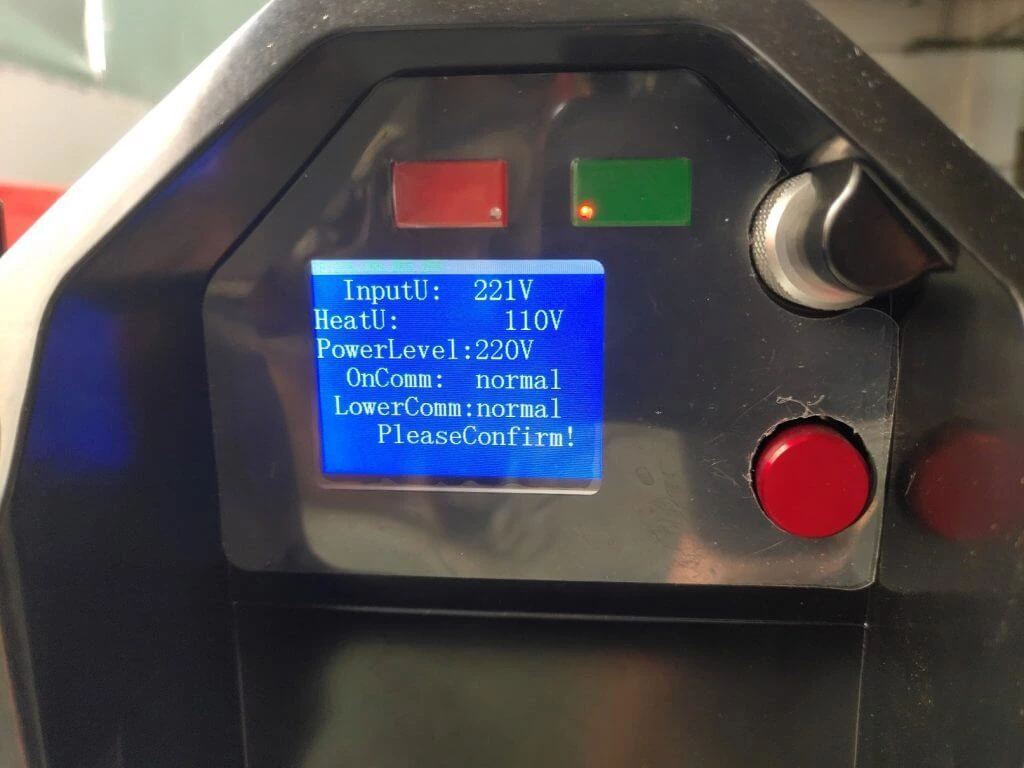 InputU: 221V
HeatU: 110V
PowerLevel:220V
OnComm: normal
LowerComm:normal
PleaseConfirm!